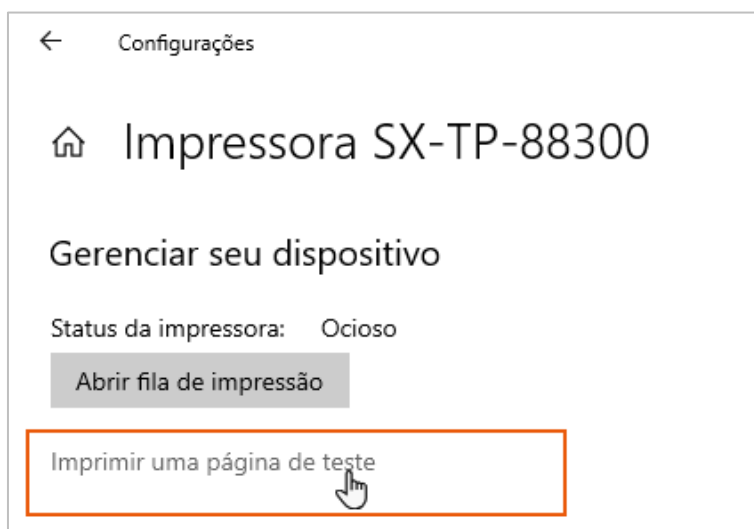 Configurações
Impressora SX-TP-88300
Gerenciar seu dispositivo
Status da impressora: Ocioso
Abrir fila de impressão
Imprimir uma página de teste